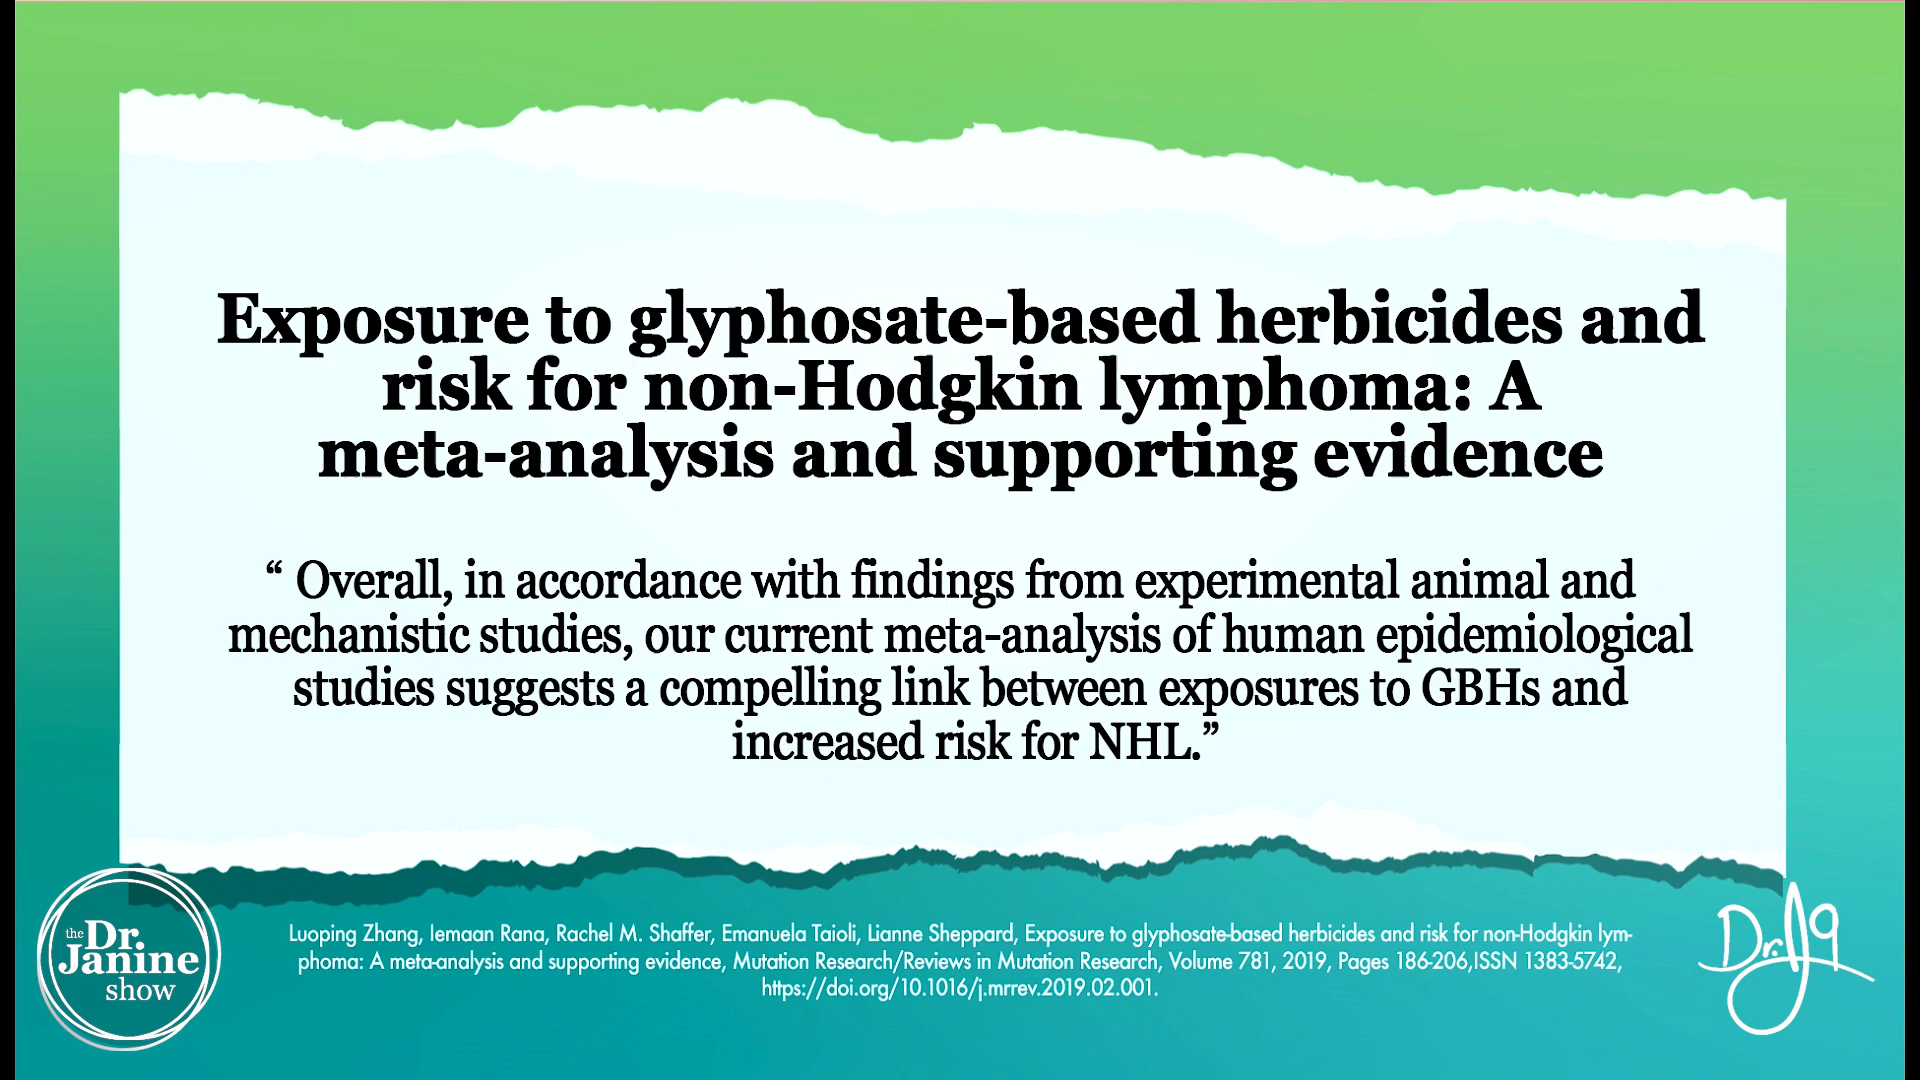 Exposure to glyphosate-based herbicides and
risk for non-Hodgkin lymphoma: A
meta-analysis and supporting evidence
“ Overall, in accordance with findings from experimental animal and
mechanistic studies, our current meta-analysis of human epidemiological
studies suggests a compelling link between exposures to GBHs and
increased risk for NHL.”
the Dr.
Janine
show
Luoping Zhang, Iemaan Rana, Rachel M. Shaffer, Emanuela Taioli, Lianne Sheppard, Exposure to glyphosate-based herbicides and risk for non-Hodgkin lym-
phoma: A meta-analysis and supporting evidence, Mutation Research/Reviews in Mutation Research, Volume 781, 2019, Pages 186-206,ISSN 1383-5742,
https://doi.org/10.1016/j.mrrev.2019.02.001.
Dr.J9